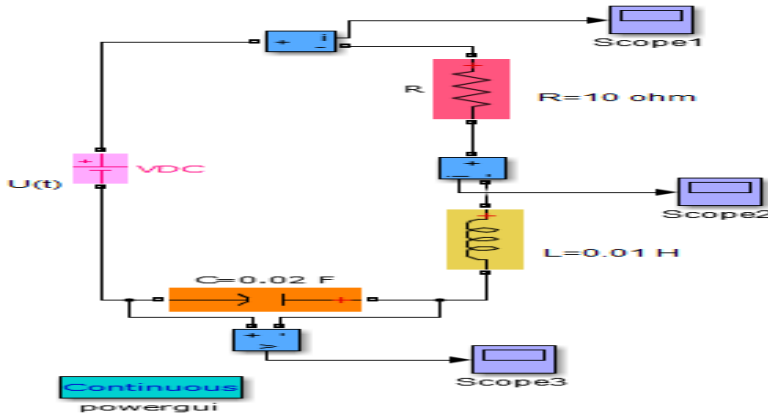 Scope1
R
R=10 ohm
U(t)
VDC
Scope2
L=0.01 H
C=0.02 F
Scope3
Continuous
powergui